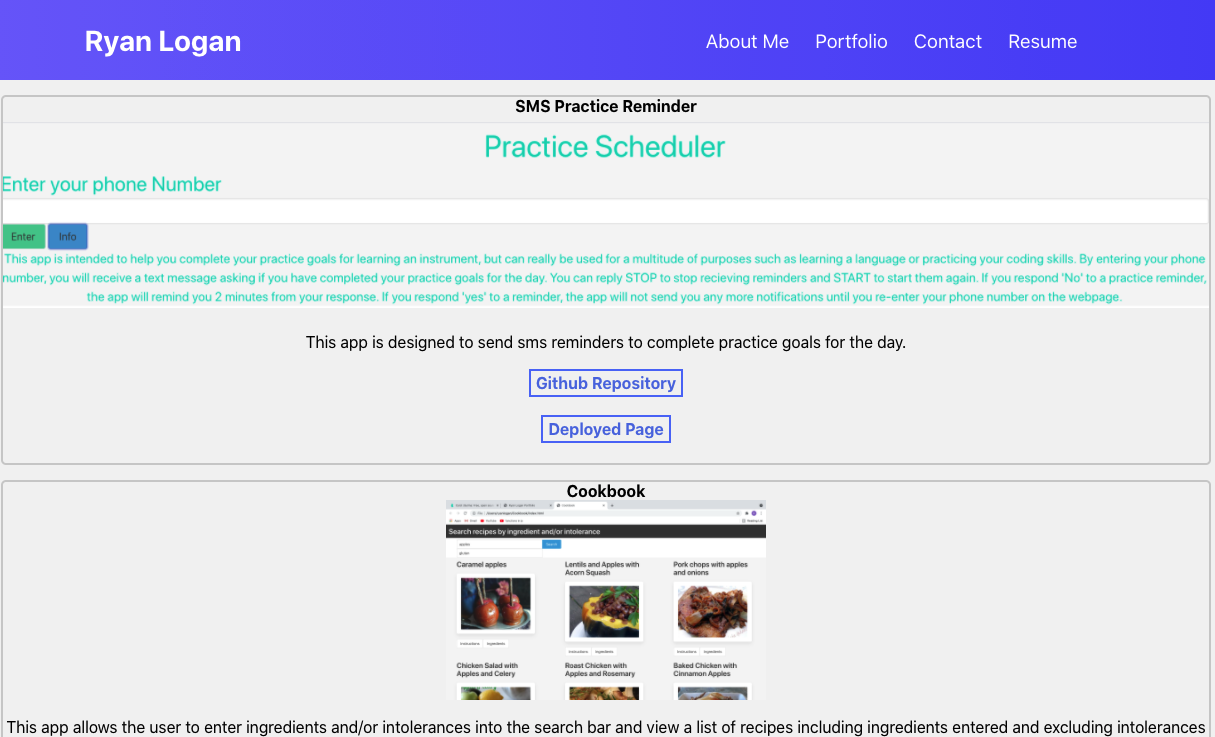 Ryan Logan
About Me Portfolio Contact Resume
SMS Practice Reminder
Practice Scheduler
Enter your phone Number
Enter Info
This app is intended to help you complete your practice goals for learning an instrument, but can really be used for a multitude of purposes such as learning a language or practicing your coding skills. By entering your phone
number, you will receive a text message asking if you have completed your practice goals for the day. You can reply STOP to stop recieving reminders and START to start them again. If you respond 'No' to a practice reminder,
the app will remind you 2 minutes from your response. If you respond 'yes' to a reminder, the app will not send you any more notifications until you re-enter your phone number on the webpage.
This app is designed to send sms reminders to complete practice goals for the day.
Github Repository
Deployed Page
Cookbook
Search recipes by ingredient and/or intolerance
apples
Search
gluten
Caramel apples
Lentils and Apples with
Acorn Squash
Pork chops with apples
and onions
Instructions Ingredients
Instructions Ingredients
Instructions Ingredients
Chicken Salad with
Apples and Celery
Roast Chicken with
Apples and Rosemary
Baked Chicken with
Cinnamon Apples
This app allows the user to enter ingredients and/or intolerances into the search bar and view a list of recipes including ingredients entered and excluding intolerances